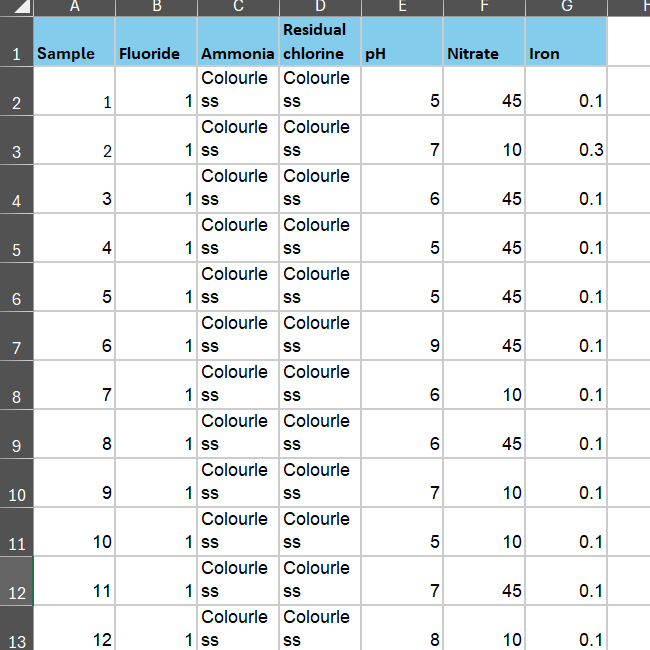 A B C D E F G
1 Sample Fluoride Ammonia Residual chlorine pH Nitrate Iron
2 1 1 Colourless Colourless 5 45 0.1
3 2 1 Colourless Colourless 7 10 0.3
4 3 1 Colourless Colourless 6 45 0.1
5 4 1 Colourless Colourless 5 45 0.1
6 5 1 Colourless Colourless 5 45 0.1
7 6 1 Colourless Colourless 9 45 0.1
8 7 1 Colourless Colourless 6 10 0.1
9 8 1 Colourless Colourless 6 45 0.1
10 9 1 Colourless Colourless 7 10 0.1
11 10 1 Colourless Colourless 5 10 0.1
12 11 1 Colourless Colourless 7 45 0.1
13 12 1 Colourless Colourless 8 10 0.1